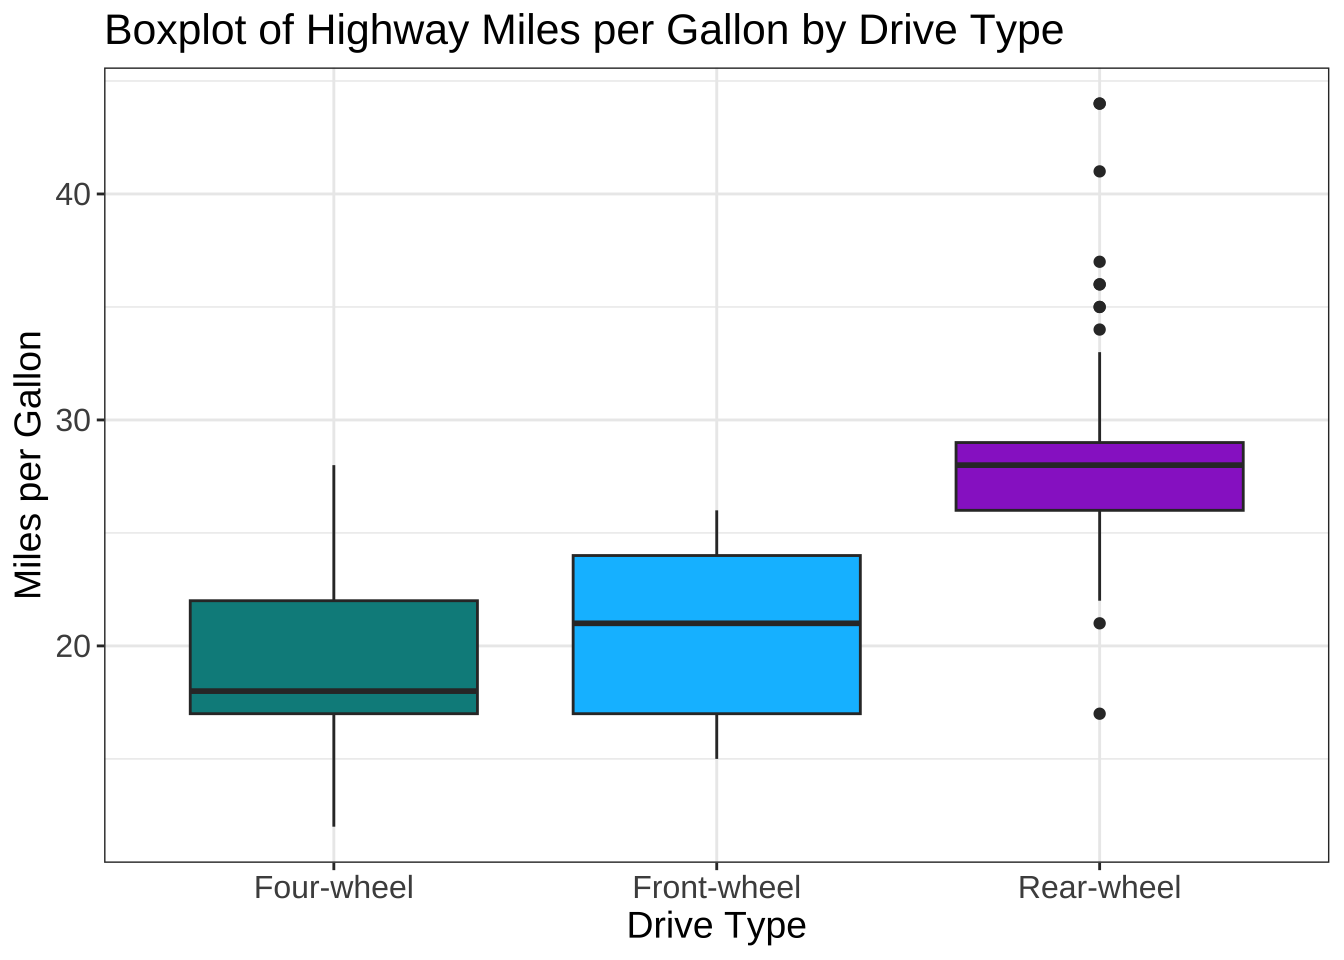 Boxplot of Highway Miles per Gallon by Drive Type
Miles per Gallon
40
30
20
Four-wheel
Front-wheel
Rear-wheel
Drive Type